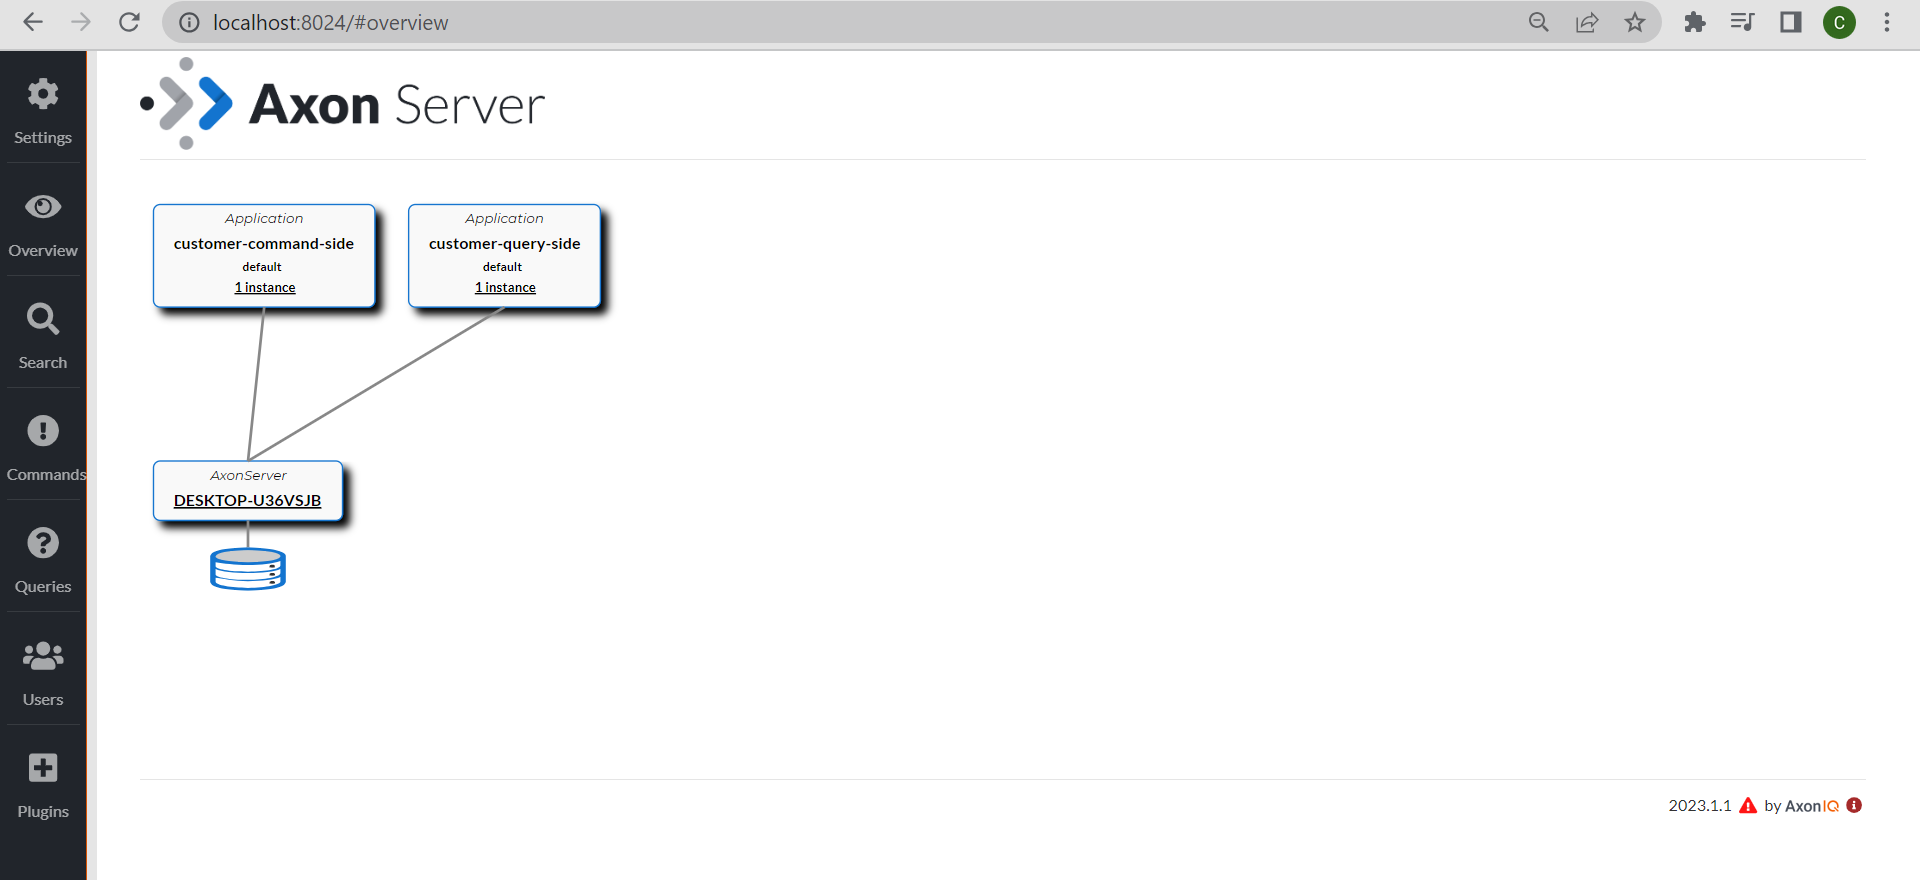 localhost:8024/#overview
C
Settings
Overview
Search
Commands
Queries
Users
Plugins
Axon Server
Application
customer-command-side
default
1 instance
Application
customer-query-side
default
1 instance
AxonServer
DESKTOP-U36VSJB
2023.1.1 by AxonIQ